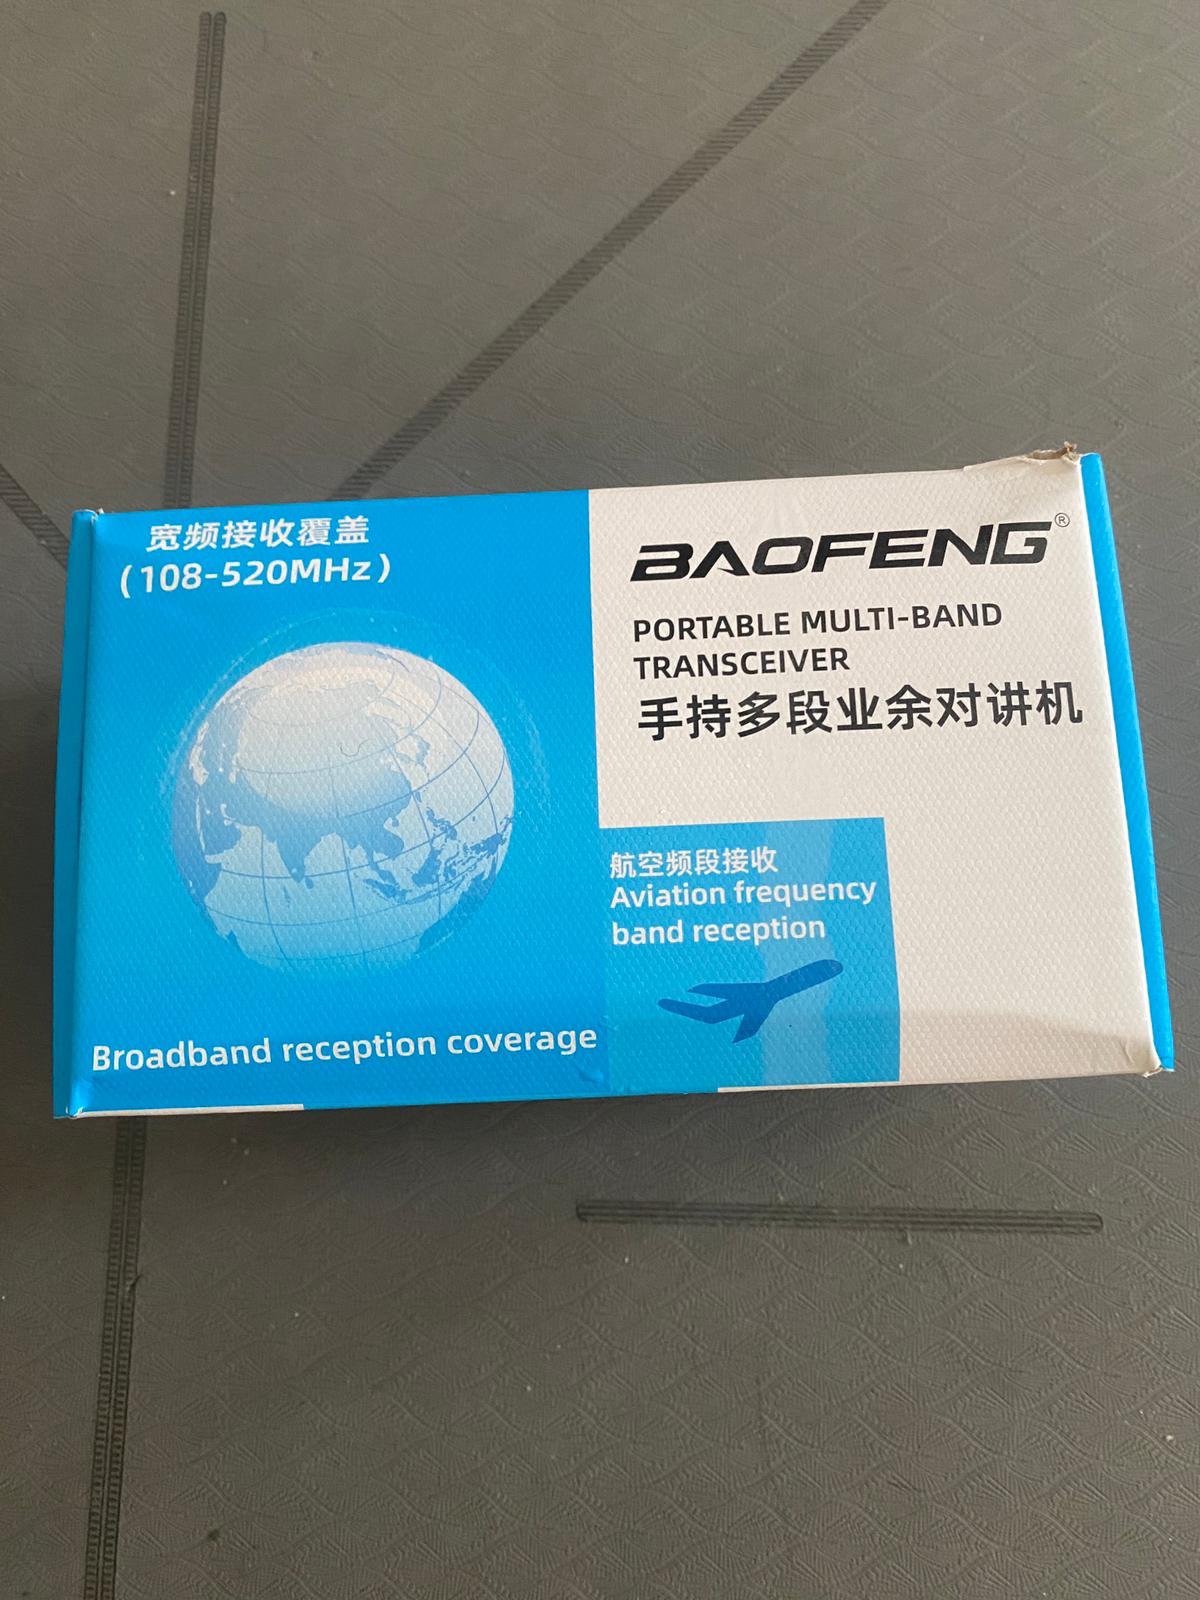 宽频接收覆盖
(108-520MHz)
Broadband reception coverage
BAOFENG®
PORTABLE MULTI-BAND
TRANSCEIVER
手持多段业余对讲机
航空频段接收
Aviation frequency
band reception